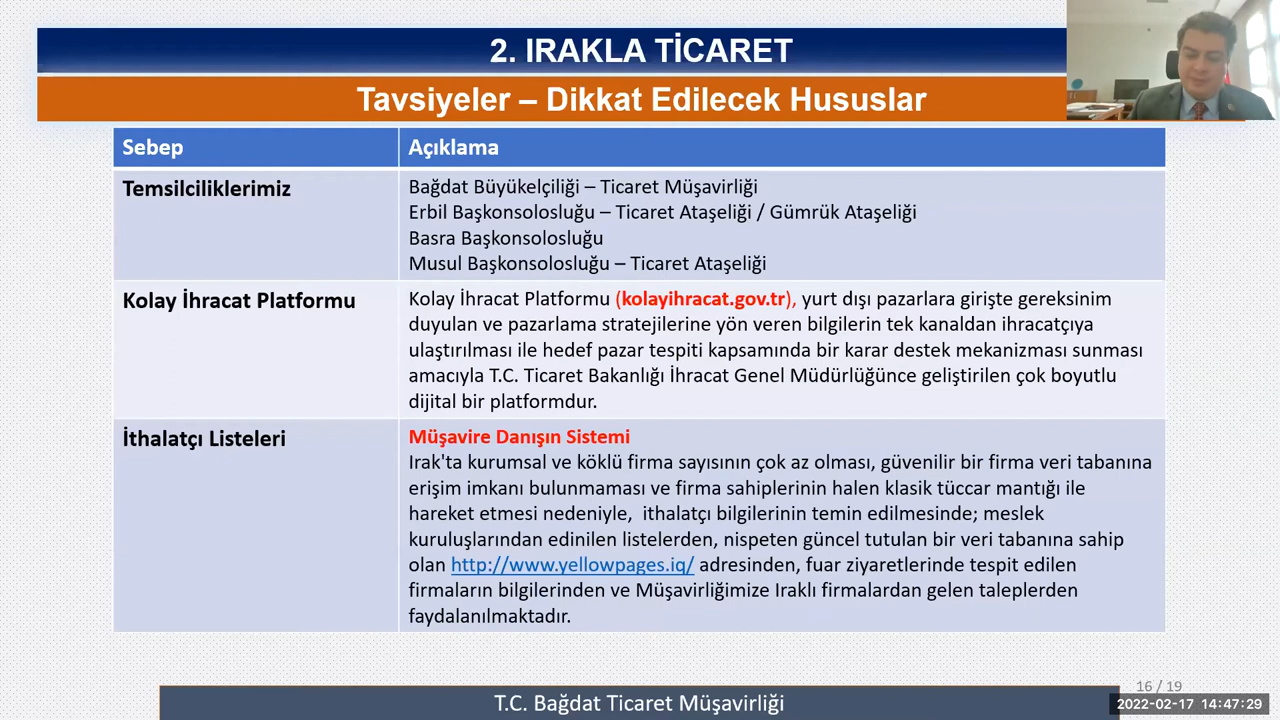 2. IRAKLA TİCARET
Tavsiyeler – Dikkat Edilecek Hususlar
Sebep
Açıklama
Temsilciliklerimiz
Bağdat Büyükelçiliği – Ticaret Müşavirliği
Erbil Başkonsolosluğu – Ticaret Ataşeliği / Gümrük Ataşeliği
Basra Başkonsolosluğu
Musul Başkonsolosluğu – Ticaret Ataşeliği
Kolay İhracat Platformu
Kolay İhracat Platformu (kolayihracat.gov.tr), yurt dışı pazarlara girişte gereksinim
duyulan ve pazarlama stratejilerine yön veren bilgilerin tek kanaldan ihracatçıya
ulaştırılması ile hedef pazar tespiti kapsamında bir karar destek mekanizması sunması
amacıyla T.C. Ticaret Bakanlığı İhracat Genel Müdürlüğünce geliştirilen çok boyutlu
dijital bir platformdur.
İthalatçı Listeleri
Müşavire Danışın Sistemi
Irak'ta kurumsal ve köklü firma sayısının çok az olması, güvenilir bir firma veri tabanına
erişim imkanı bulunmaması ve firma sahiplerinin halen klasik tüccar mantığı ile
hareket etmesi nedeniyle, ithalatçı bilgilerinin temin edilmesinde; meslek
kuruluşlarından edinilen listelerden, nispeten güncel tutulan bir veri tabanına sahip
olan http://www.yellowpages.iq/ adresinden, fuar ziyaretlerinde tespit edilen
firmaların bilgilerinden ve Müşavirliğimize Iraklı firmalardan gelen taleplerden
faydalanılmaktadır.
16 / 19
T.C. Bağdat Ticaret Müşavirliği
2022-02-17 14:47:29